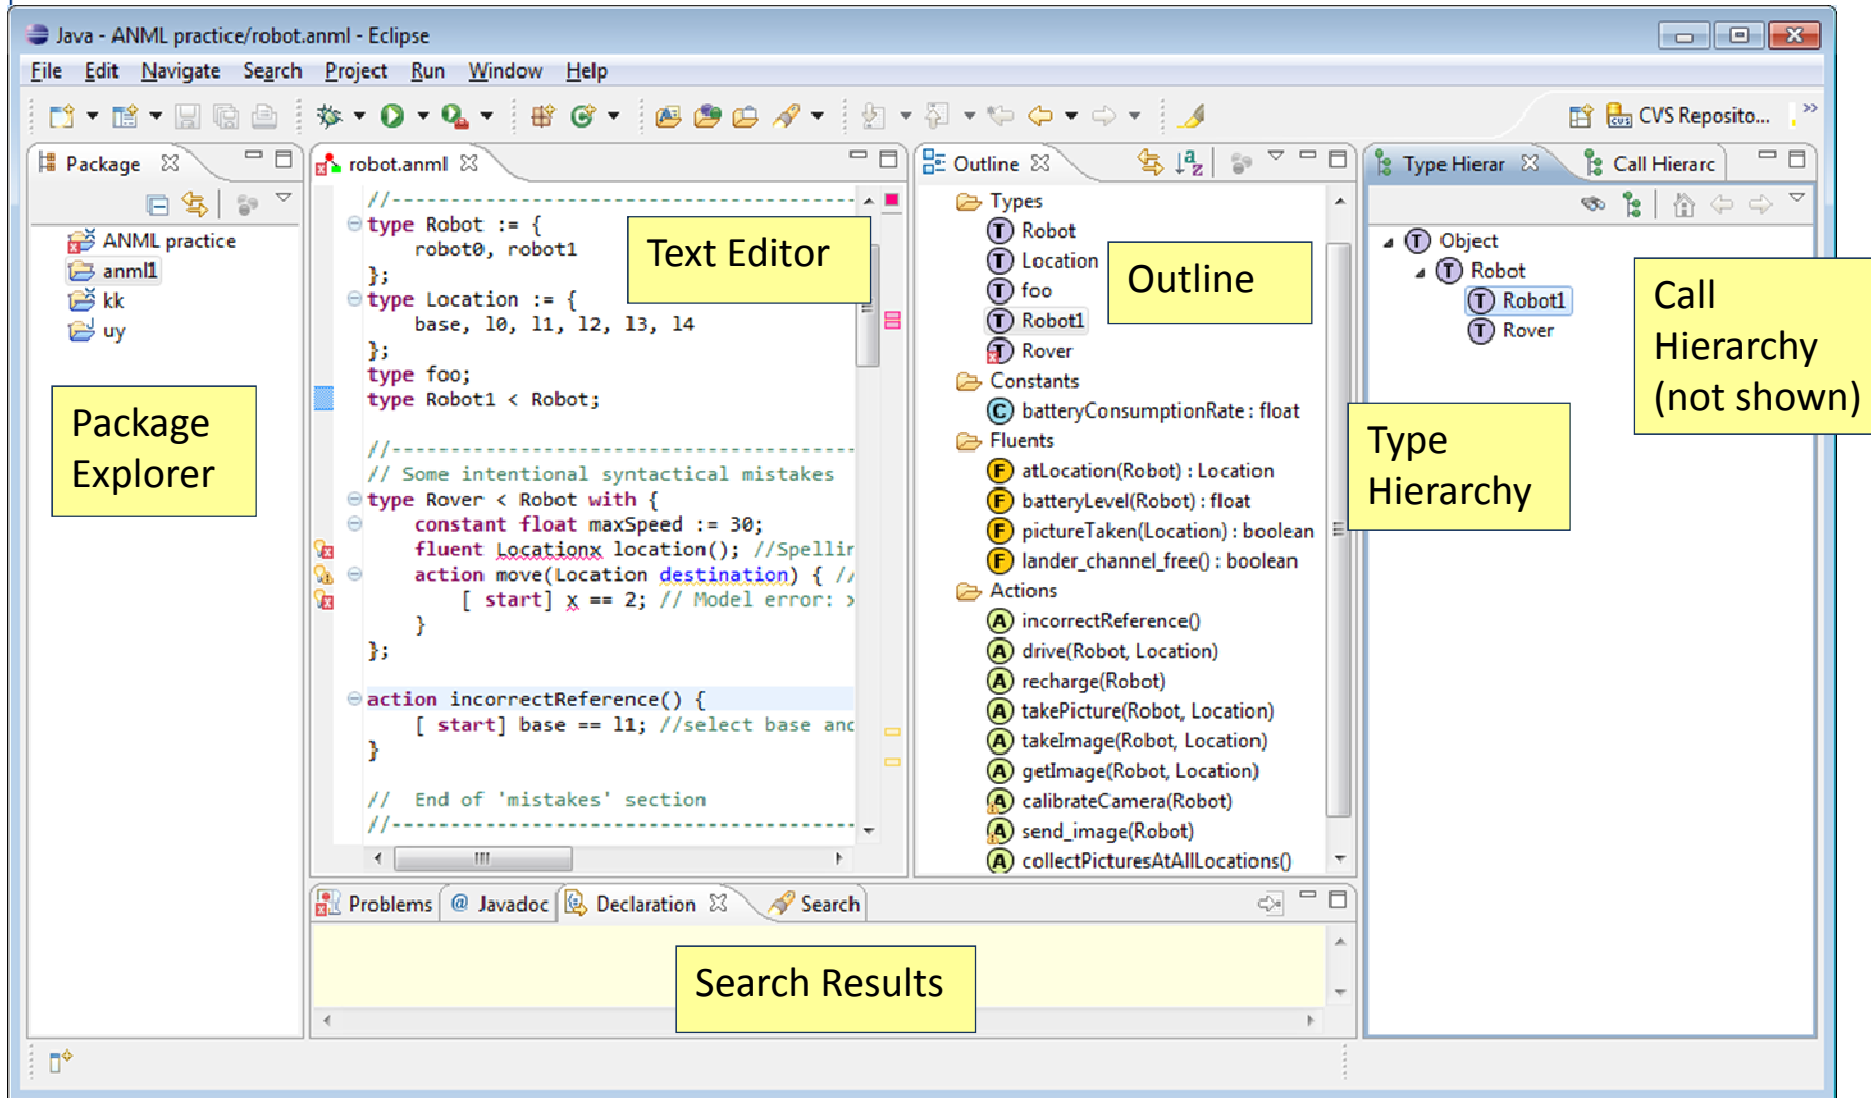 Java - ANML practice/robot.anml - Eclipse
File Edit Navigate Search Project Run Window Help
CVS Reposito...
Package
ANML practice
anml1
kk
uy
Package
Explorer
robot.anml
//---------------------------------------
type Robot := {
robot0, robot1
};
type Location := {
base, l0, l1, l2, l3, l4
};
type foo;
type Robot1 < Robot;
//---------------------------------------
// Some intentional syntactical mistakes
type Rover < Robot with {
constant float maxSpeed := 30;
fluent Locationx location(); //Spellin
action move(Location destination) { //
[ start] x == 2; // Model error: x
}
};
action incorrectReference() {
[ start] base == l1; //select base and
}
// End of 'mistakes' section
//---------------------------------------
Text Editor
Outline
Types
Robot
Location
foo
Robot1
Rover
Constants
batteryConsumptionRate : float
Fluents
atLocation(Robot) : Location
batteryLevel(Robot) : float
pictureTaken(Location) : boolean
lander_channel_free() : boolean
Actions
incorrectReference()
drive(Robot, Location)
recharge(Robot)
takePicture(Robot, Location)
takeImage(Robot, Location)
getImage(Robot, Location)
calibrateCamera(Robot)
send_image(Robot)
collectPicturesAtAllLocations()
Outline
Type Hierar
Call Hierarc
Object
Robot
Robot1
Rover
Call
Hierarchy
(not shown)
Type
Hierarchy
Problems @ Javadoc Declaration Search
Search Results